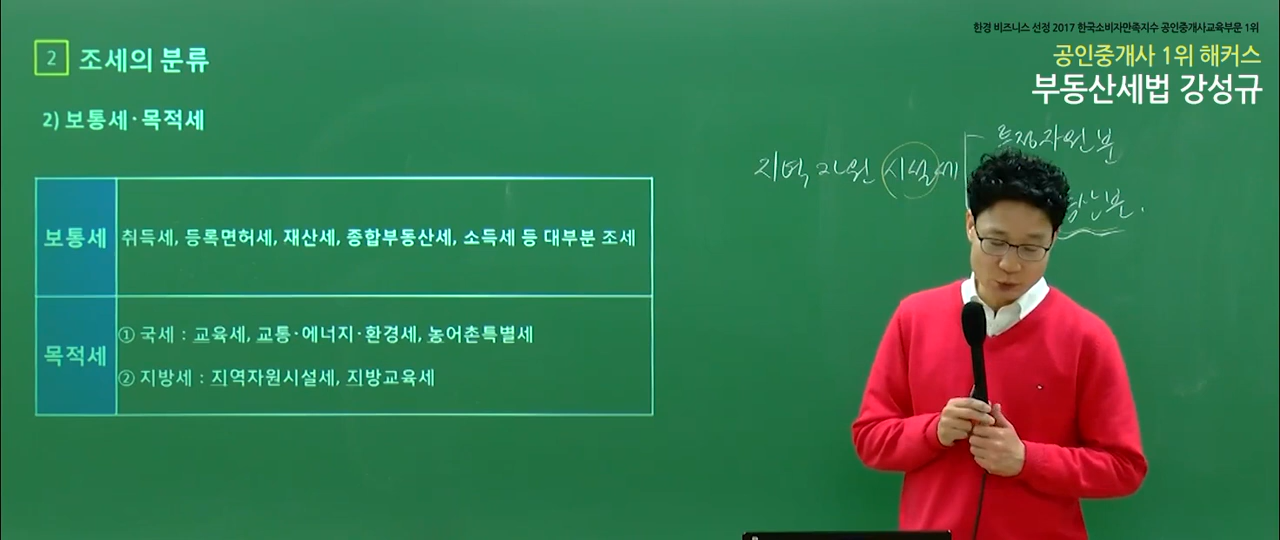 한경 비즈니스 선정 2017 한국소비자만족지수 공인중개사교육부문 1위
공인중개사 1위 해커스
부동산세법 강성규
2 조세의 분류
2) 보통세·목적세
보통세
취득세, 등록면허세, 재산세, 종합부동산세, 소득세 등 대부분 조세
목적세
① 국세 : 교육세, 교통·에너지·환경세, 농어촌특별세
② 지방세 : 지역자원시설세, 지방교육세
지역 자원 시설세